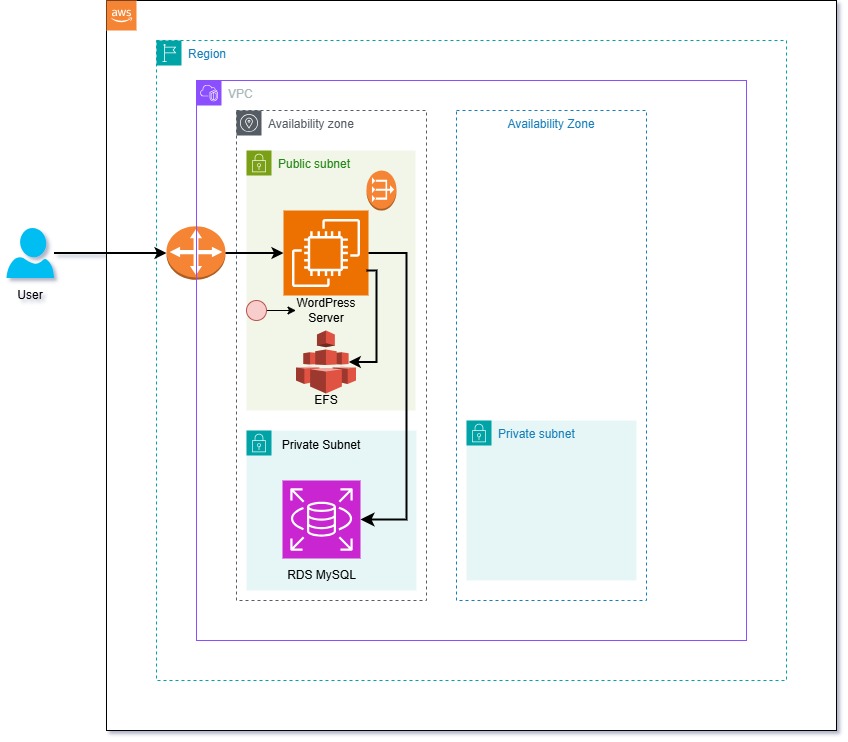 aws
Region
VPC
Availability zone
Availability Zone
Public subnet
User
WordPress
Server
EFS
Private Subnet
Private subnet
RDS MySQL